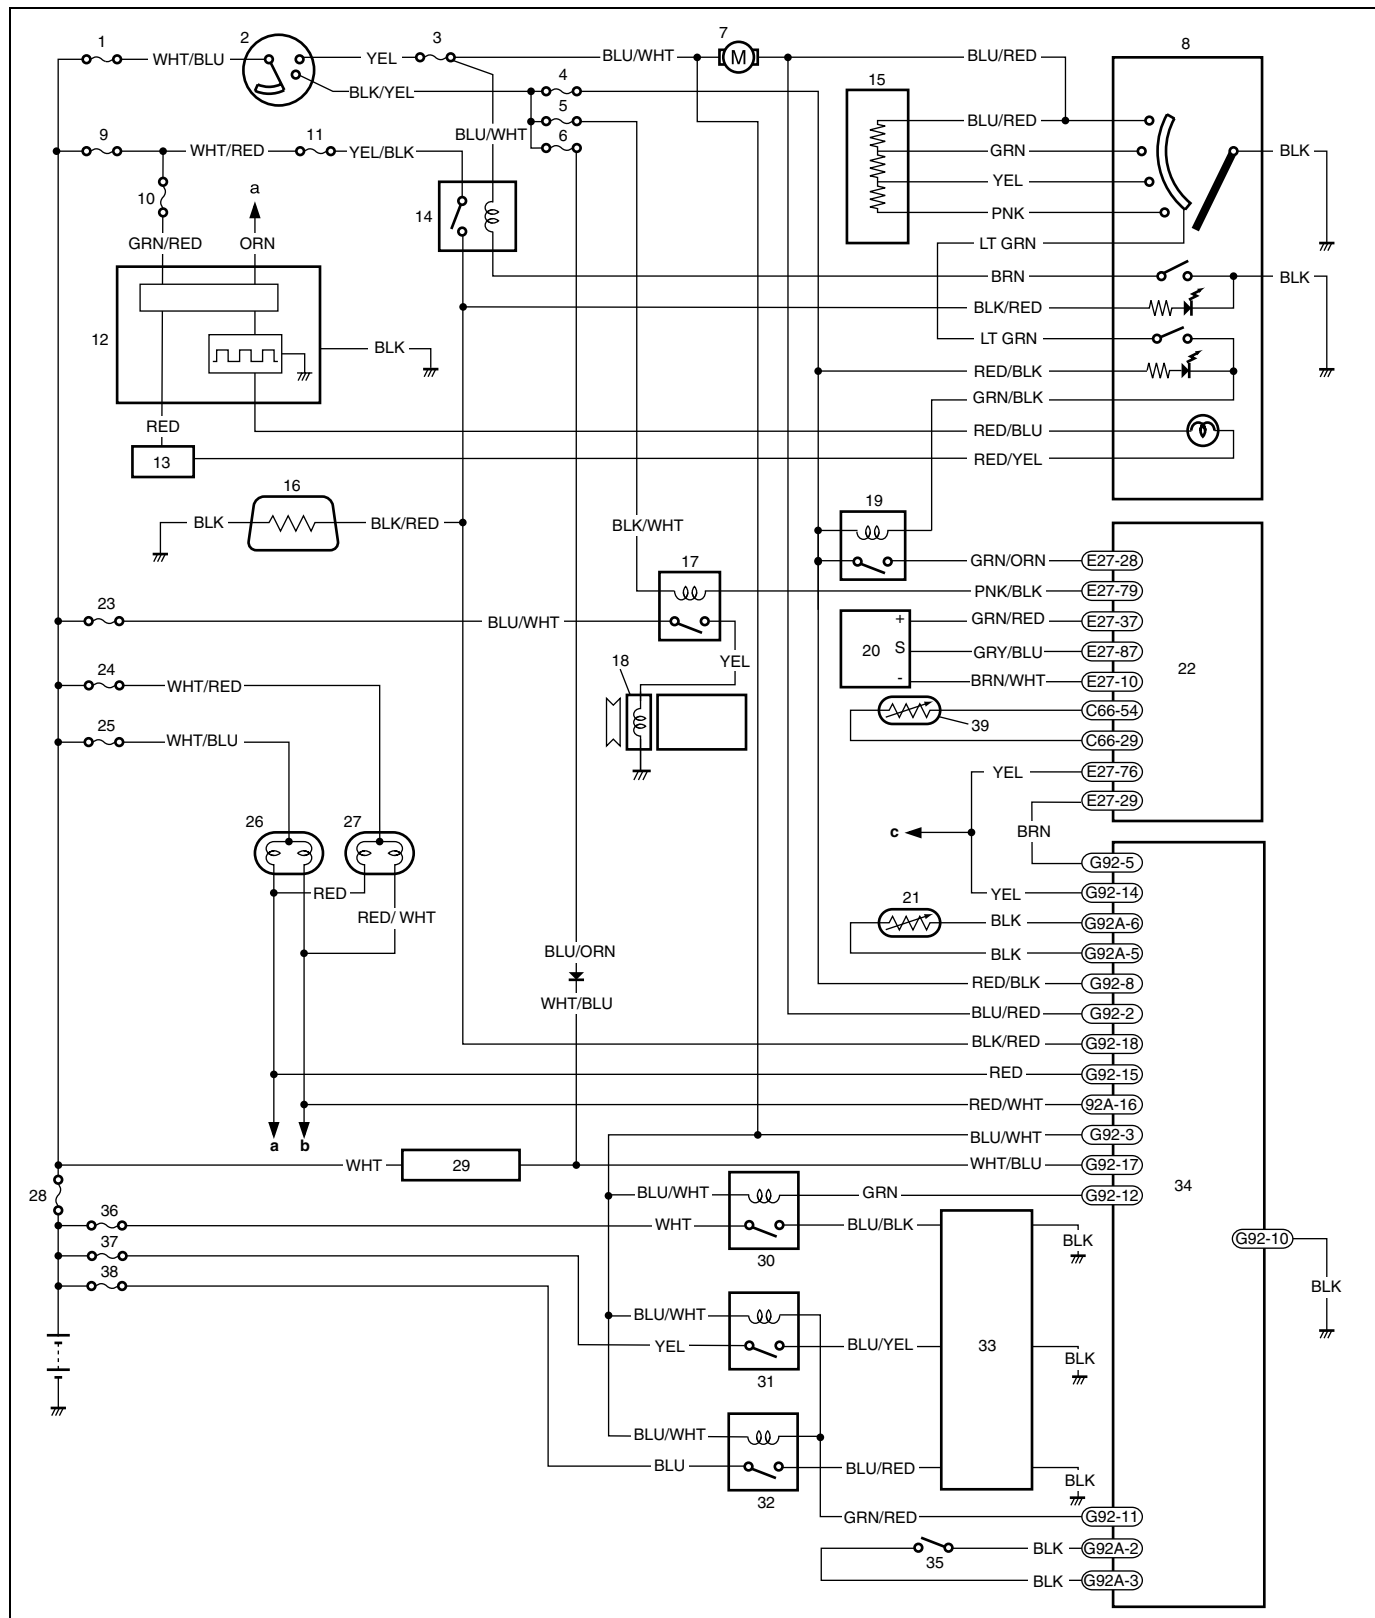 1
WHT/BLU
2
YEL
3
BLU/WHT
7
M
BLU/RED
8
BLK/YEL
4
5
6
BLU/WHT
15
BLU/RED
GRN
YEL
PNK
BLK
9
WHT/RED
11
YEL/BLK
10
a
14
GRN/RED
ORN
LT GRN
BRN
BLK
BLK/RED
12
BLK
LT GRN
RED/BLK
GRN/BLK
RED
RED/BLU
13
RED/YEL
16
BLK
BLK/RED
BLK/WHT
19
17
GRN/ORN
E27-28
PNK/BLK
E27-79
23
BLU/WHT
+
GRN/RED
E27-37
20
S
GRY/BLU
E27-87
22
-
BRN/WHT
E27-10
YEL
18
24
WHT/RED
C66-54
39
25
WHT/BLU
C66-29
YEL
E27-76
E27-29
26
27
c
BRN
G92-5
RED
YEL
G92-14
RED/ WHT
21
BLK
G92A-6
BLU/ORN
BLK
G92A-5
RED/BLK
G92-8
WHT/BLU
BLU/RED
G92-2
BLK/RED
G92-18
RED
G92-15
RED/WHT
92A-16
a
b
BLU/WHT
G92-3
WHT
29
WHT/BLU
G92-17
28
BLU/WHT
GRN
G92-12
34
36
WHT
BLU/BLK
BLK
G92-10
37
30
38
BLK
BLU/WHT
YEL
BLU/YEL
33
BLK
31
BLU/WHT
BLU
BLU/RED
BLK
32
GRN/RED
G92-11
35
BLK
G92A-2
BLK
G92A-3